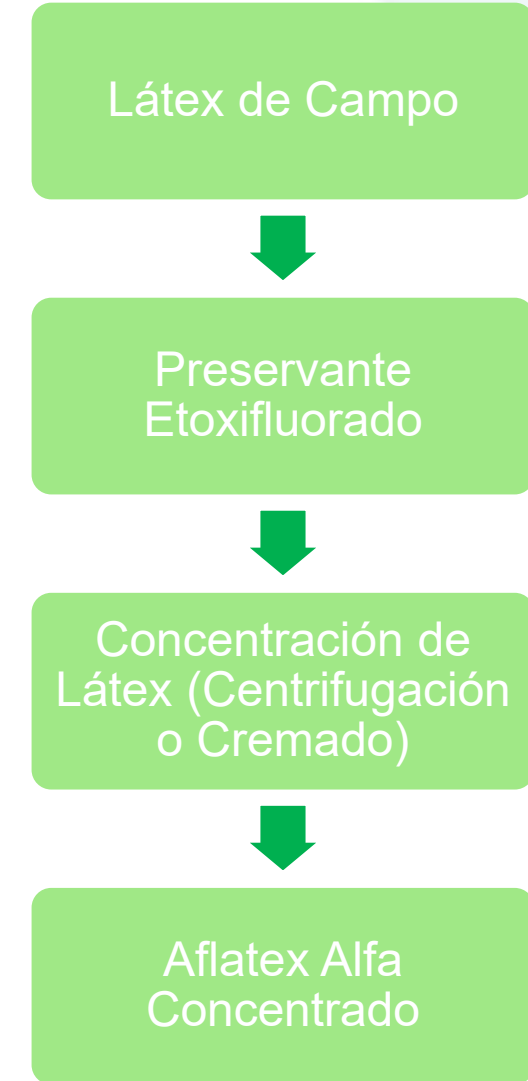 Látex de Campo
Preservante
Etoxifluorado
Concentración de
Látex (Centrifugación
o Cremado)
Aflatex Alfa
Concentrado